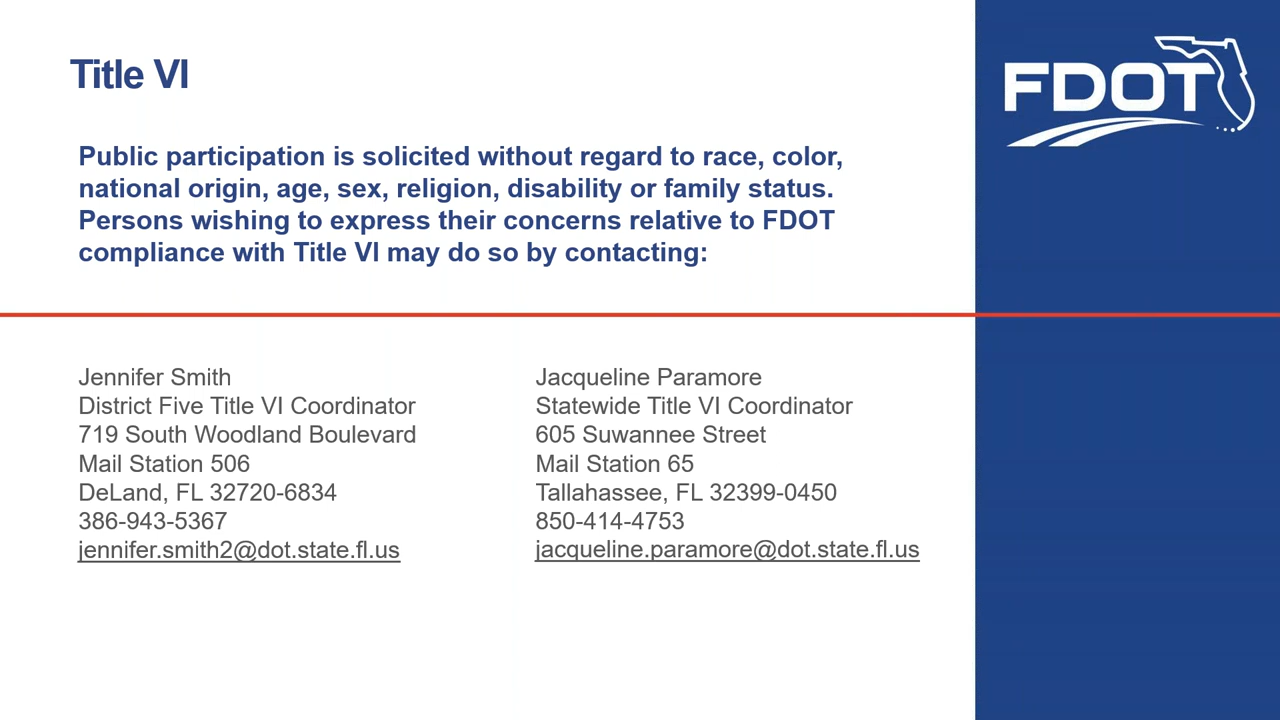 Title VI
FDOT
Public participation is solicited without regard to race, color,
national origin, age, sex, religion, disability or family status.
Persons wishing to express their concerns relative to FDOT
compliance with Title VI may do so by contacting:
Jennifer Smith
District Five Title VI Coordinator
719 South Woodland Boulevard
Mail Station 506
DeLand, FL 32720-6834
386-943-5367
jennifer.smith2@dot.state.fl.us
Jacqueline Paramore
Statewide Title VI Coordinator
605 Suwannee Street
Mail Station 65
Tallahassee, FL 32399-0450
850-414-4753
jacqueline.paramore@dot.state.fl.us